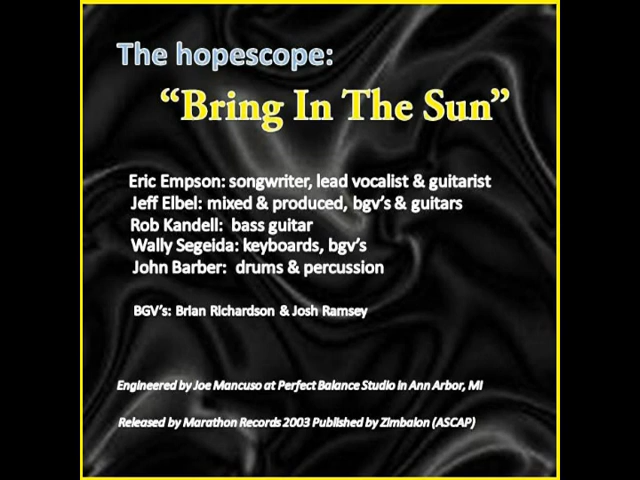 The hopescope:
“Bring In The Sun”
Eric Empson: songwriter, lead vocalist & guitarist
Jeff Elbel: mixed & produced, bgv’s & guitars
Rob Kandell: bass guitar
Wally Segeida: keyboards, bgv’s
John Barber: drums & percussion
BGV’s: Brian Richardson & Josh Ramsey
Engineered by Joe Mancuso at Perfect Balance Studio in Ann Arbor, MI
Released by Marathon Records 2003 Published by Zimbalon (ASCAP)